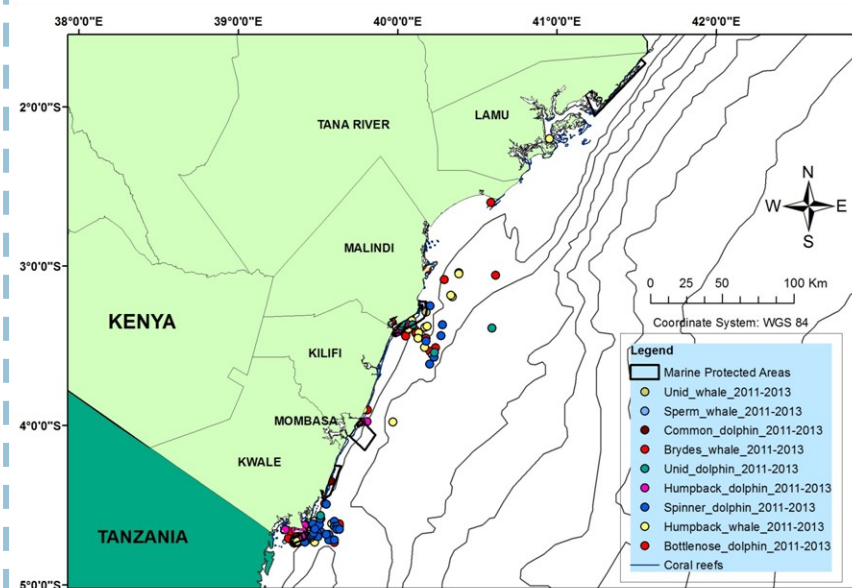 38°0'0"E 39°0'0"E 40°0'0"E 41°0'0"E 42°0'0"E
2°0'0"S
LAMU
TANA RIVER
N
W E
S
MALINDI
3°0'0"S
0 25 50 100 Km
KENYA
Coordinate System: WGS 84
KILIFI
Legend
Marine Protected Areas
Unid_whale_2011-2013
Sperm_whale_2011-2013
Common_dolphin_2011-2013
Brydes_whale_2011-2013
Unid_dolphin_2011-2013
Humpback_dolphin_2011-2013
Spinner_dolphin_2011-2013
Humpback_whale_2011-2013
Bottlenose_dolphin_2011-2013
Coral reefs
MOMBASA
4°0'0"S
KWALE
TANZANIA
5°0'0"S